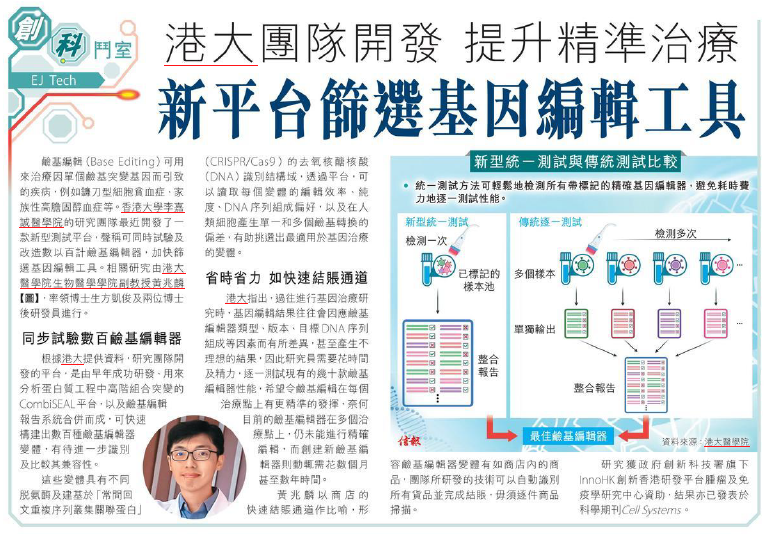 創
科
鬥室
EJ Tech
港大團隊開發 提升精準治療
新平台篩選基因編輯工具
鹼基編輯(Base Editing)可用
來治療因單個鹼基突變基因而引致
的疾病，例如鐮刀型細胞貧血症、家
族性高膽固醇血症等。香港大學李嘉
誠醫學院的研究團隊最近開發了一
款新型測試平台，聲稱可同時試驗及
改造數以百計鹼基編輯器，加快篩
選基因編輯工具。相關研究由港大
醫學院生物醫學學院副教授黃兆麟
【圖】，率領博士生方凱俊及兩位博士
後研發員進行。
同步試驗數百鹼基編輯器
根據港大提供資料，研究團隊開
發的平台，是由早年成功研發、用來
分析蛋白質工程中高階組合突變的
CombiSEAL平台，以及鹼基編輯
報告系統合併而成，可快速
構建出數百種鹼基編輯器
變體，有待進一步識別
及比較其兼容性。
這些變體具有不同
脫氨酶及建基於「常間回
文重複序列叢集關聯蛋白」
(CRISPR/Cas9)的去氧核醣核酸
(DNA)識別結構域，透過平台，可
以讀取每個變體的編輯效率、純
度、DNA序列組成偏好，以及在人
類細胞產生單一和多個鹼基轉換的
偏差，有助挑選出最適用於基因治療
的變體。
省時省力 如快速結賬通道
港大指出，過往進行基因治療研
究時，基因編輯結果往往會因應鹼基
編輯器類型、版本、目標DNA序列
組成等因素而有所差異，甚至產生不
理想的結果，因此研究員需要花時間
及精力，逐一測試現有的幾十款鹼基
編輯器性能，希望令鹼基編輯在每個
治療點上有更精準的發揮，奈何
目前的鹼基編輯器在多個治
療點上，仍未能進行精確
編輯，而創建新鹼基編
輯器則動輒需花數個月
甚至數年時間。
黃兆麟以商店的
快速結賬通道作比喻，形
新型統一測試與傳統測試比較
• 統一測試方法可輕鬆地檢測所有帶標記的精確基因編輯器，避免耗時費
力地逐一測試性能。
新型統一測試
檢測一次
已標記的
樣本池
整合
報告
傳統逐一測試
檢測多次
多個樣本
...
單獨輸出
...
整合報告
最佳鹼基編輯器
信報
資料來源：港大醫學院
容鹼基編輯器變體有如商店內的商
品，團隊所研發的技術可以自動識別
所有貨品並完成結賬，毋須逐件商品
掃描。
研究獲政府創新科技署旗下
InnoHK創新香港研發平台腫瘤及免
疫學研究中心資助，結果亦已發表於
科學期刊Cell Systems。